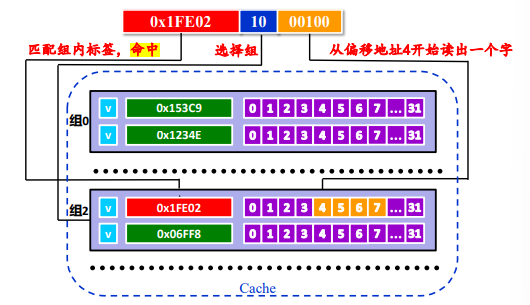 0x1FE02 10 00100
匹配组内标签，命中 选择组 从偏移地址4开始读出一个字
组0 v 0x153C9 0 1 2 3 4 5 6 7 ... 31
v 0x1234E 0 1 2 3 4 5 6 7 ... 31
组2 v 0x1FE02 0 1 2 3 4 5 6 7 ... 31
v 0x06FF8 0 1 2 3 4 5 6 7 ... 31
Cache